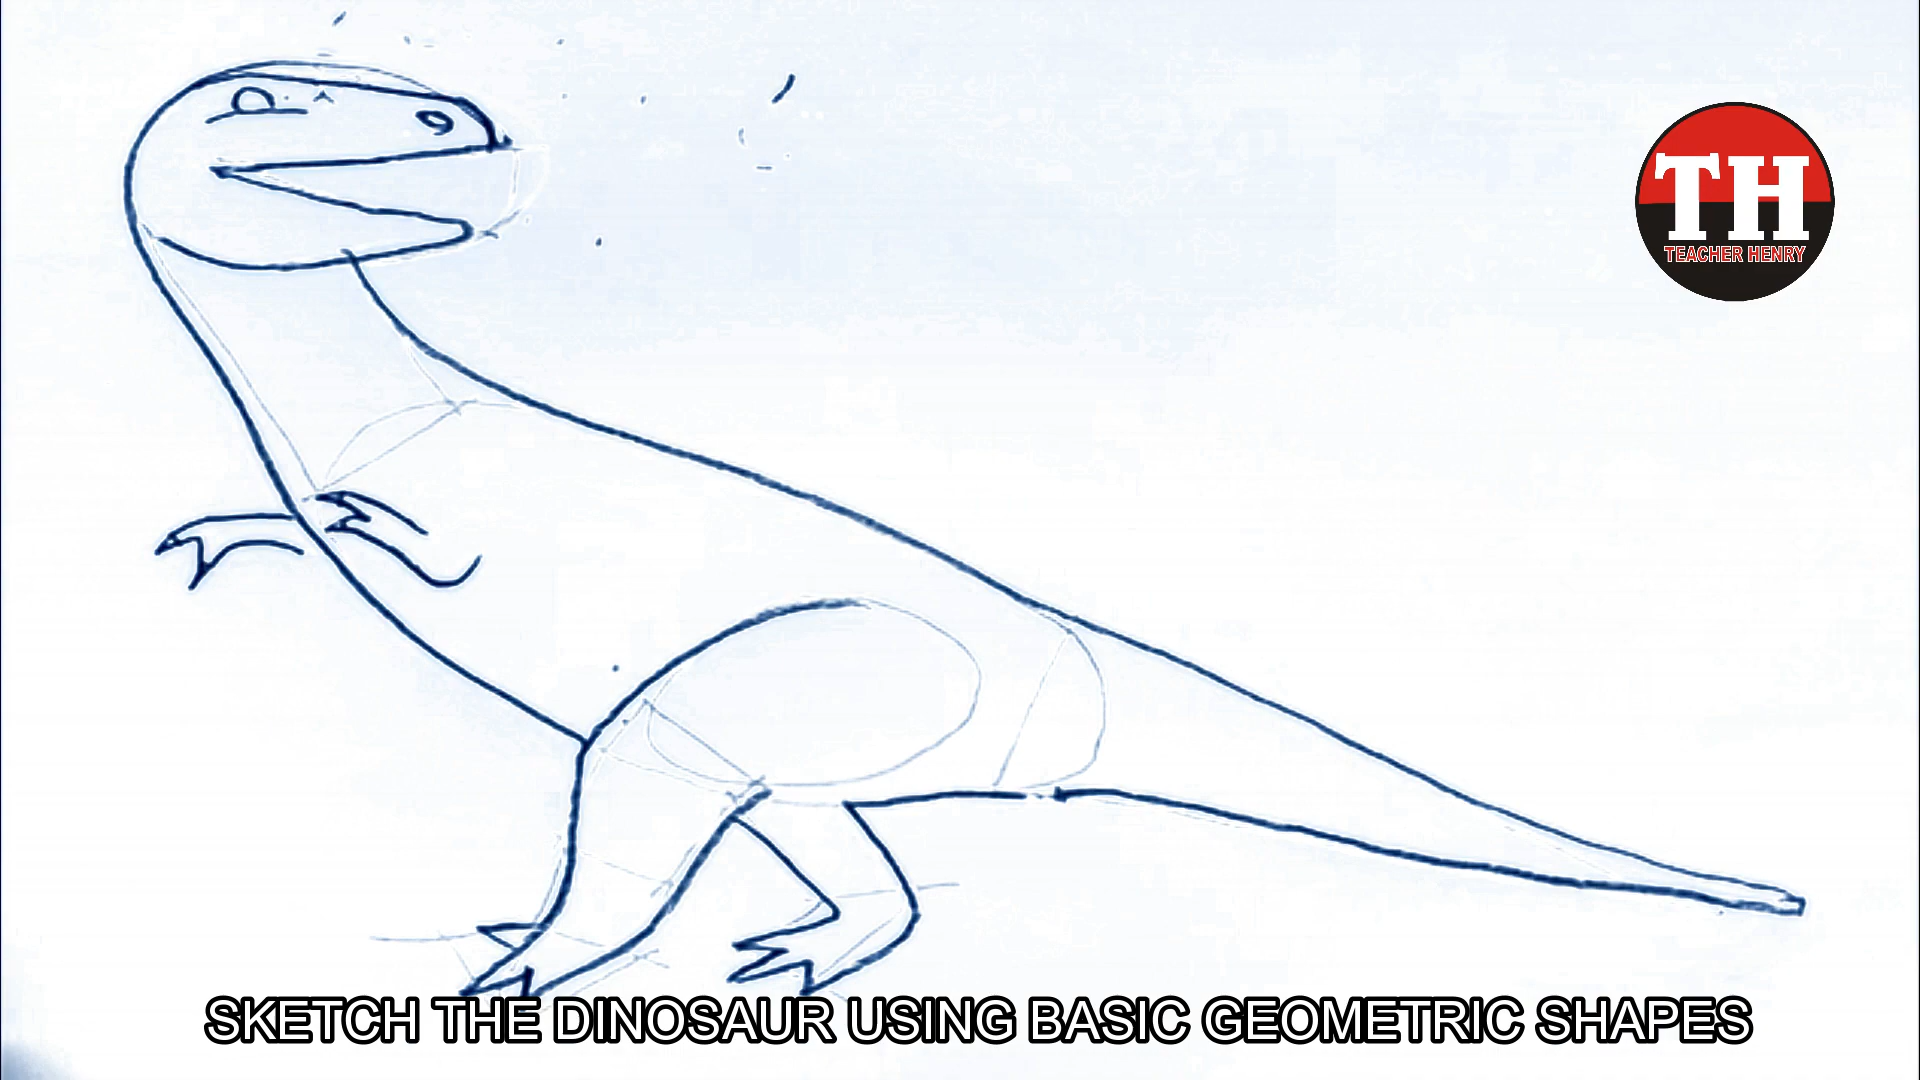 TH
TEACHER HENRY
SKETCH THE DINOSAUR USING BASIC GEOMETRIC SHAPES